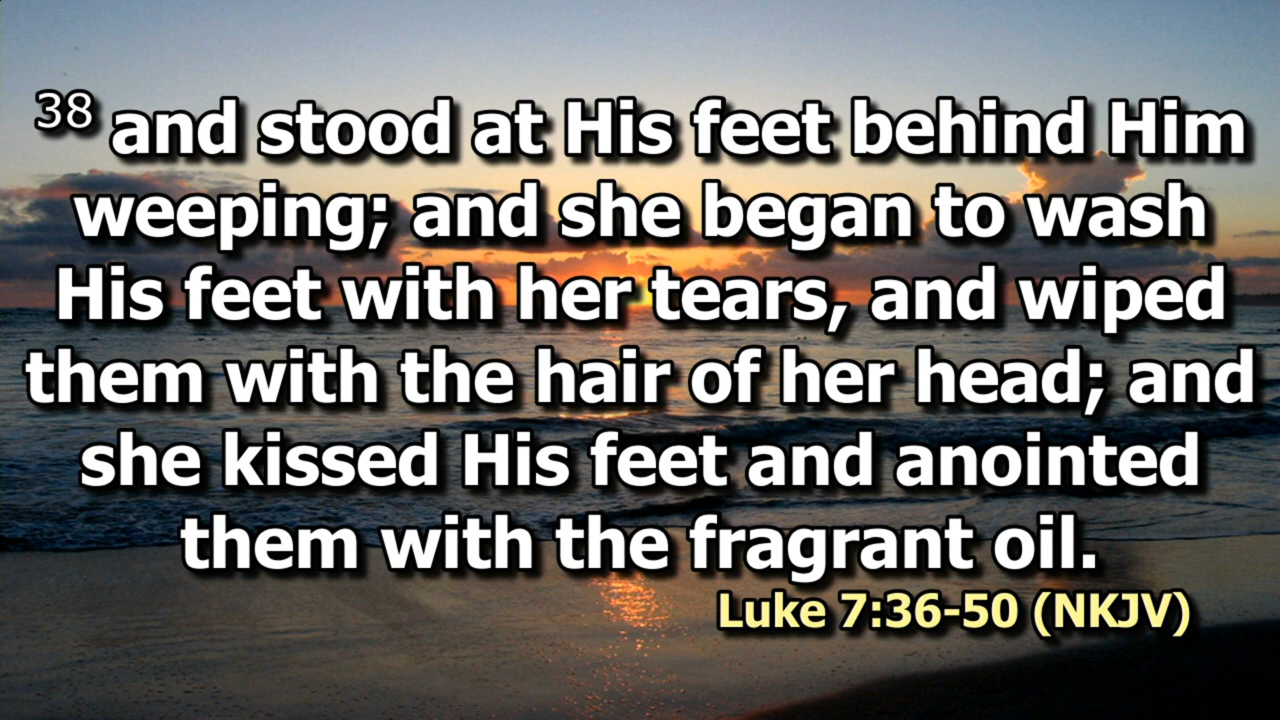 38 and stood at His feet behind Him
weeping; and she began to wash
His feet with her tears, and wiped
them with the hair of her head; and
she kissed His feet and anointed
them with the fragrant oil.
Luke 7:36-50 (NKJV)